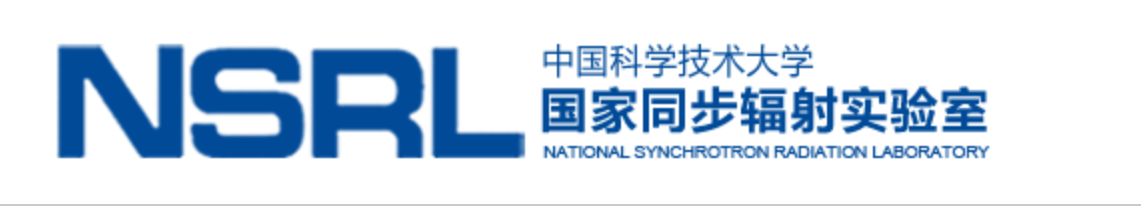 NSRL
中国科学技术大学
国家同步辐射实验室
NATIONAL SYNCHROTRON RADIATION LABORATORY